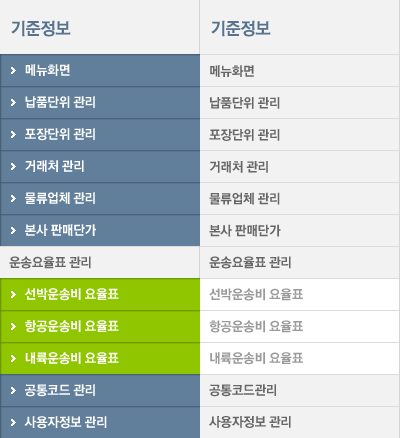 기준정보 기준정보
메뉴화면 메뉴화면
납품단위 관리 납품단위 관리
포장단위 관리 포장단위 관리
거래처 관리 거래처 관리
물류업체 관리 물류업체 관리
본사 판매단가 본사 판매단가
운송요율표 관리 운송요율표 관리
선박운송비 요율표 선박운송비 요율표
항공운송비 요율표 항공운송비 요율표
내륙운송비 요율표 내륙운송비 요율표
공통코드 관리 공통코드관리
사용자정보 관리 사용자정보 관리